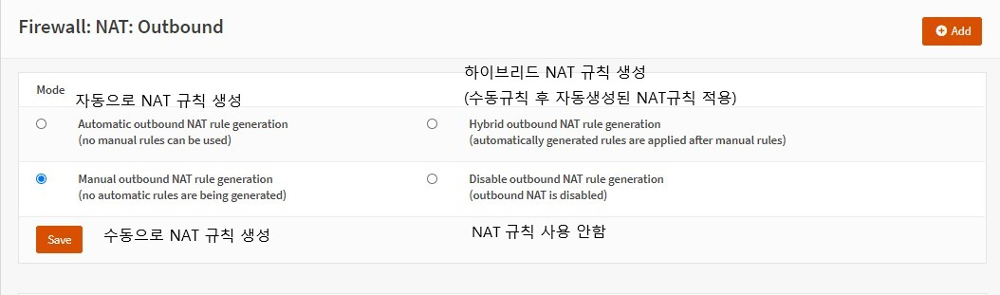 Firewall: NAT: Outbound
Add
하이브리드 NAT 규칙 생성
Mode
자동으로 NAT 규칙 생성
(수동규칙 후 자동생성된 NAT규칙 적용)
Automatic outbound NAT rule generation
(no manual rules can be used)
Hybrid outbound NAT rule generation
(automatically generated rules are applied after manual rules)
Manual outbound NAT rule generation
(no automatic rules are being generated)
Disable outbound NAT rule generation
(outbound NAT is disabled)
Save
수동으로 NAT 규칙 생성
NAT 규칙 사용 안함